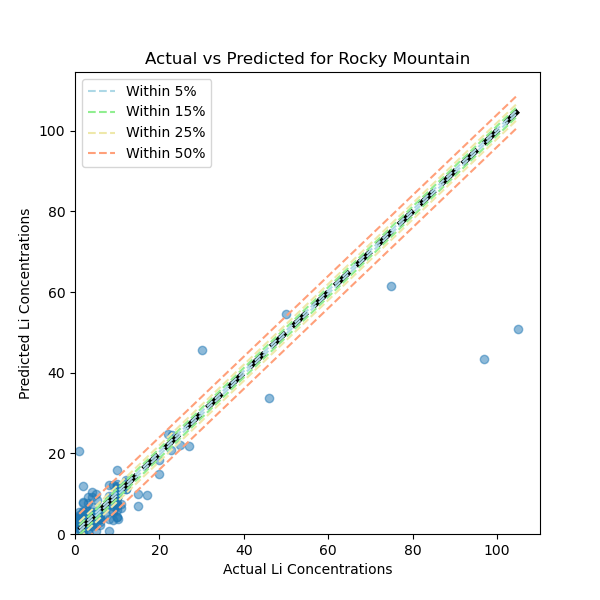 Actual vs Predicted for Rocky Mountain
Within 5%
Within 15%
Within 25%
Within 50%
100
80
60
40
20
0
Predicted Li Concentrations
0 20 40 60 80 100
Actual Li Concentrations